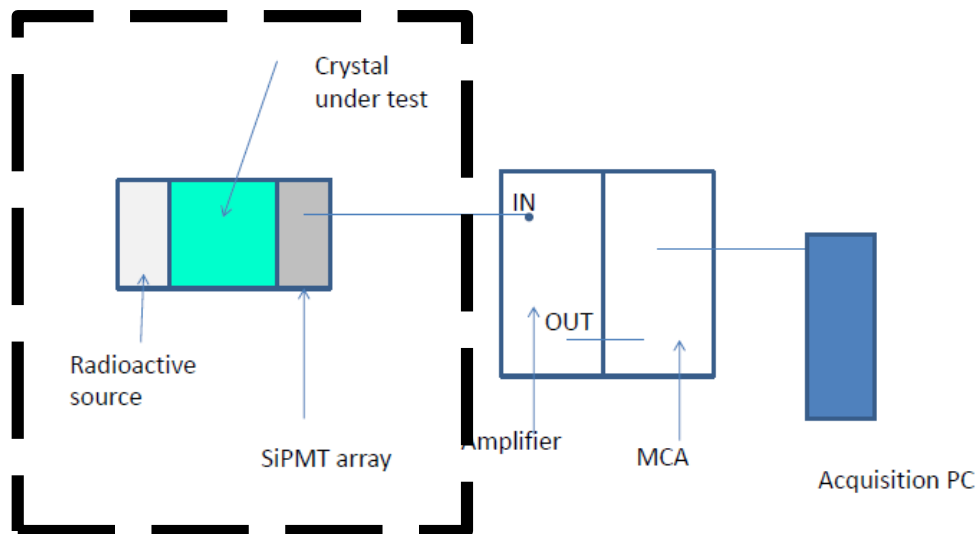 Crystal
under test
IN
OUT
Radioactive
source
SiPMT array
Amplifier
MCA
Acquisition PC